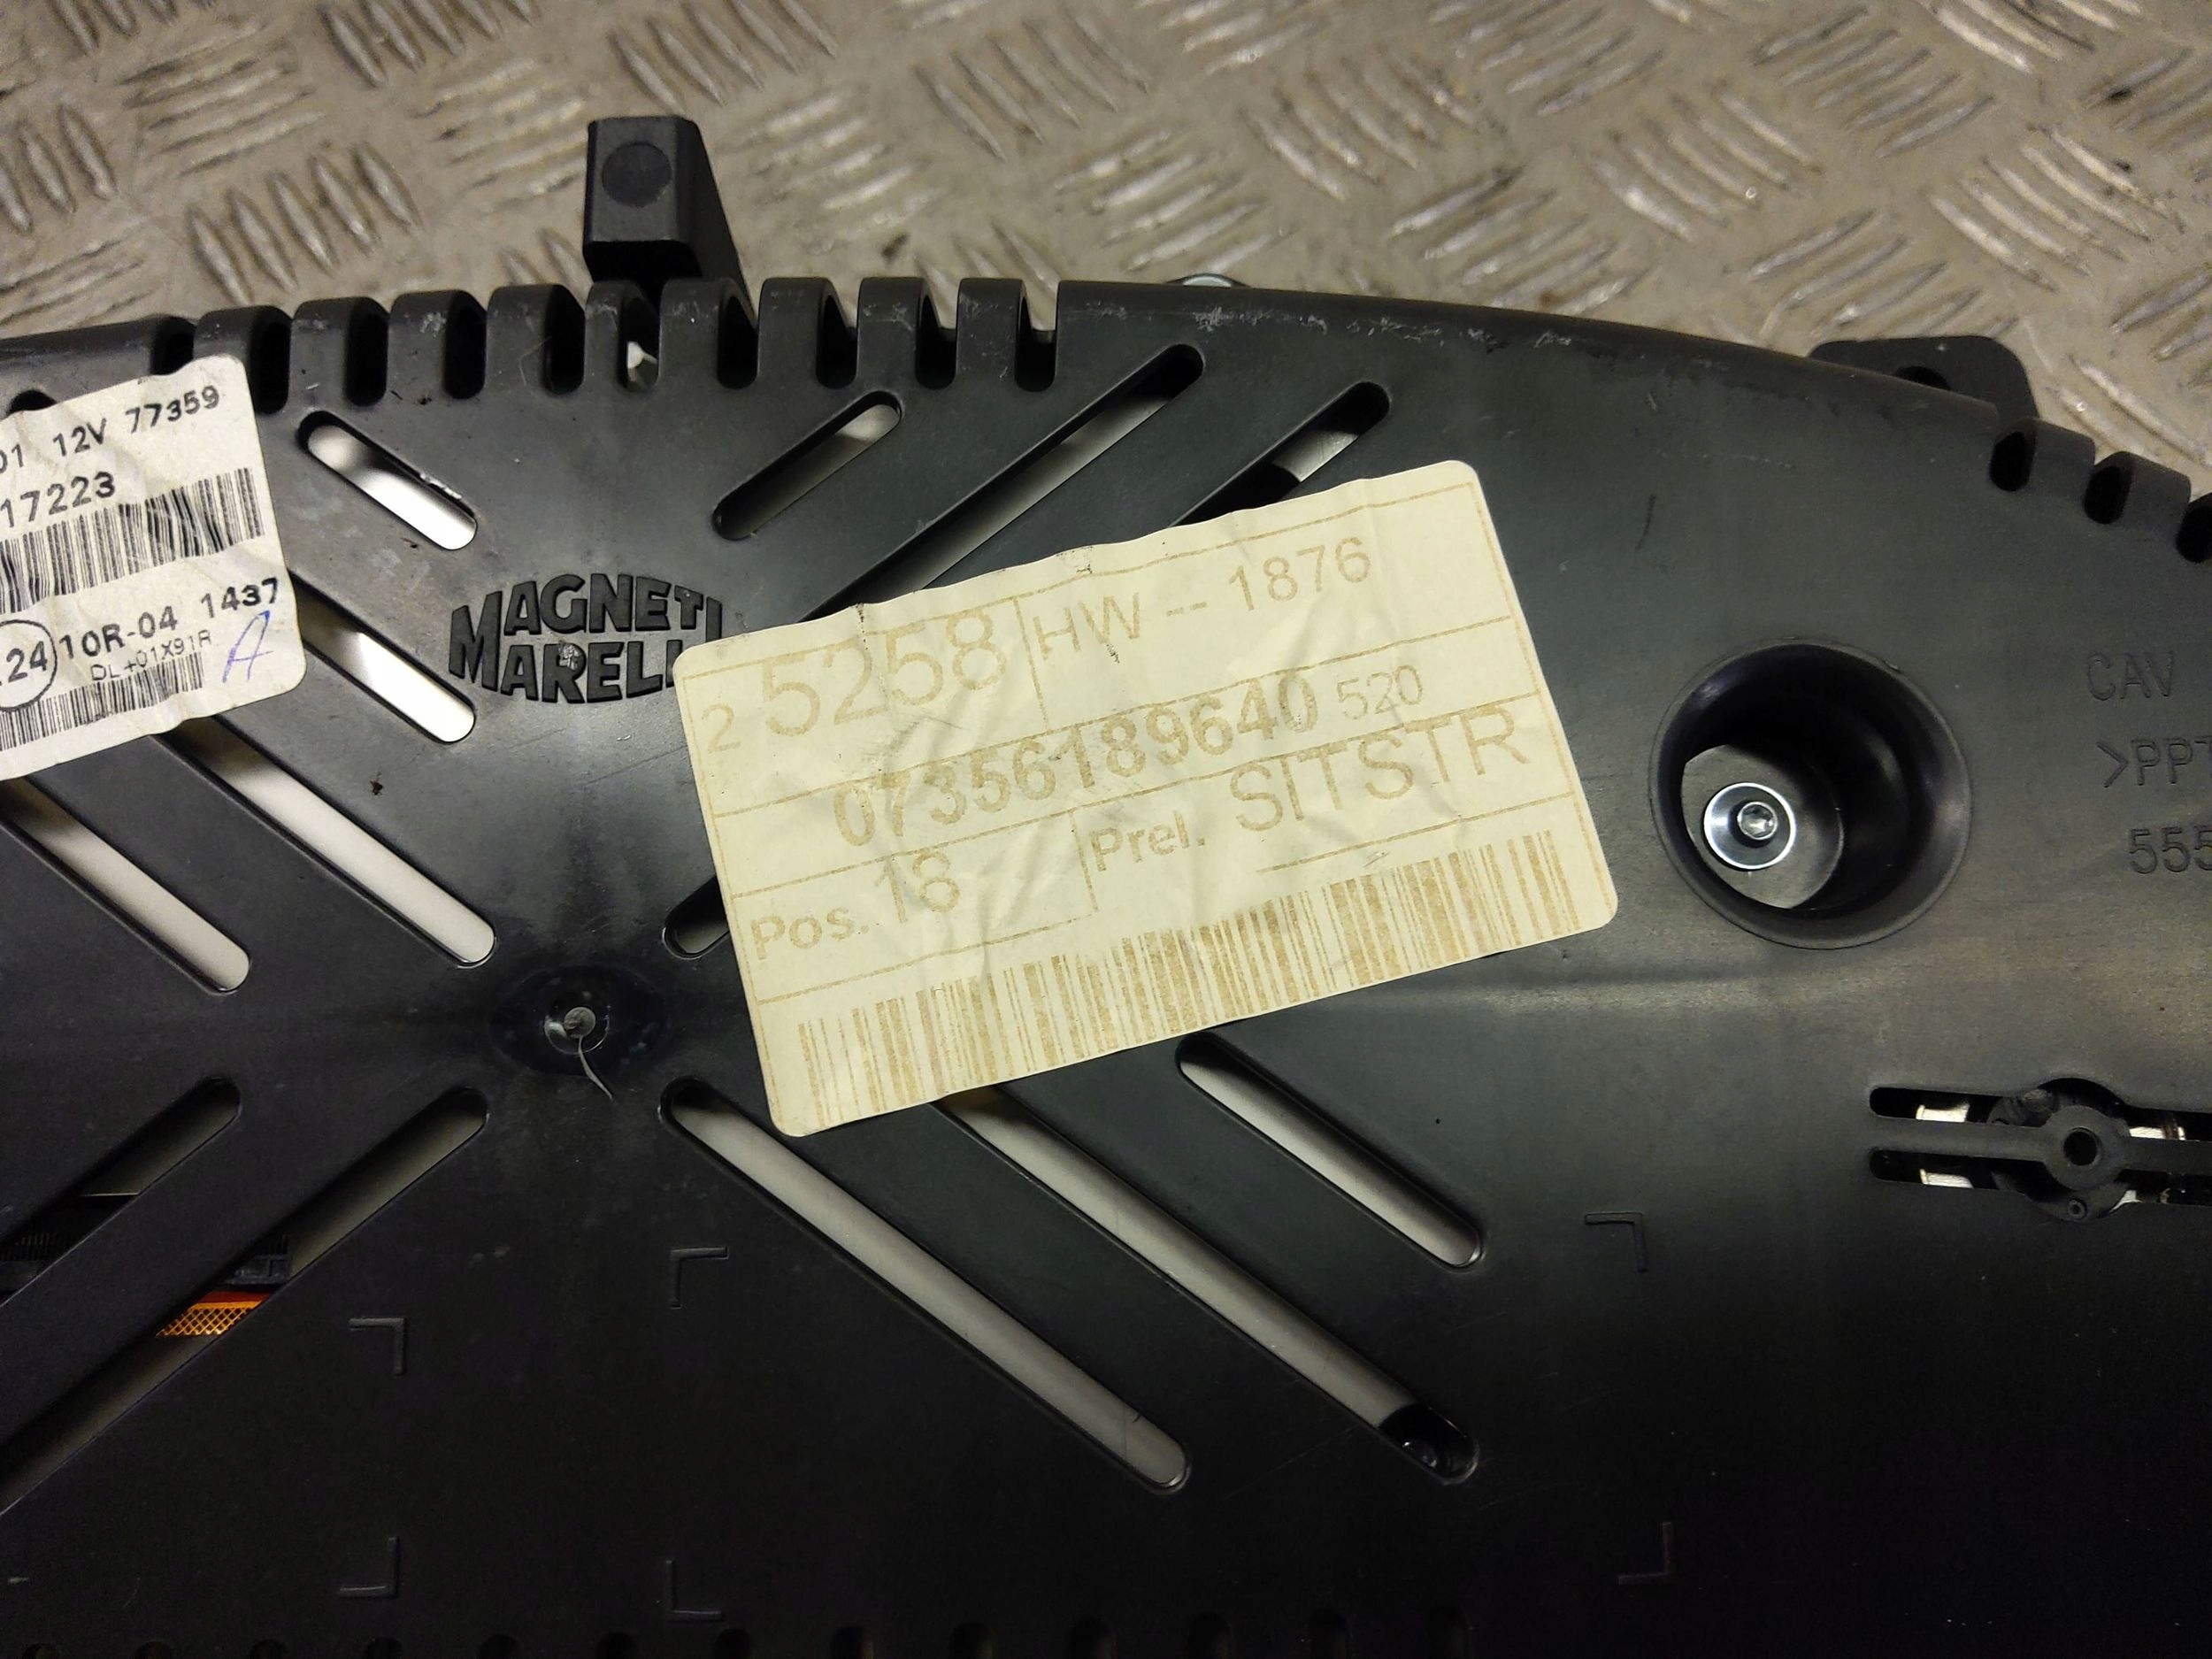 01 12V 77359
17223
24 10R-04 1437
DL+01X91R
A
MAGNETI
MARELLI
2 5258 HW -- 1876
07356189640 520
Pos. 18 Prel. SITSTR
CAV
>PPT
555